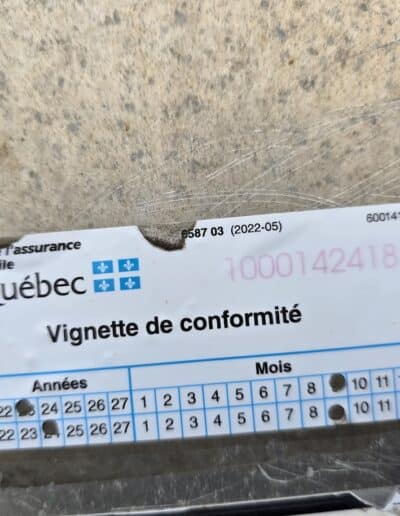 l'assurance 6587 03 (2022-05) 60014
ile
Québec 1000142418
Vignette de conformité
Années Mois
22 24 25 26 27 1 2 3 4 5 6 7 8 10 11
22 23 25 26 27 1 2 3 4 5 6 7 8 10 11